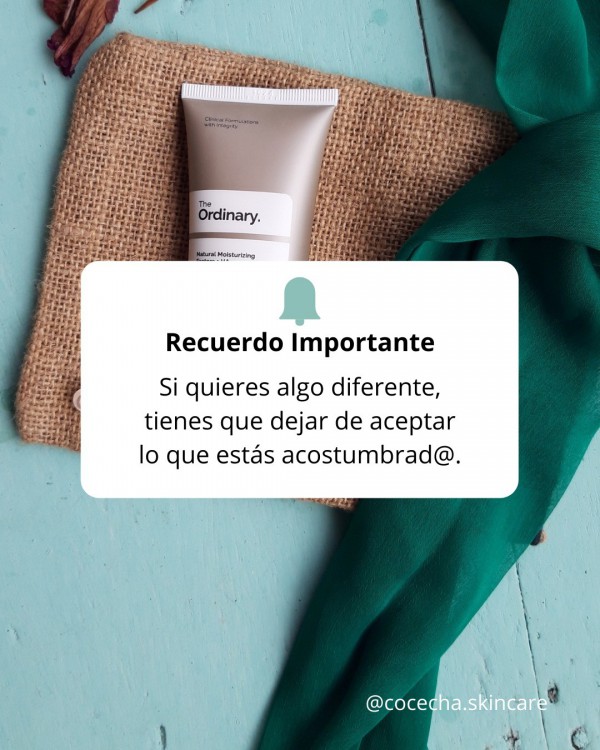 Clinical Formulations
with Integrity.
The
Ordinary.
Natural Moisturizing
Recuerdo Importante
Si quieres algo diferente,
tienes que dejar de aceptar
lo que estás acostumbrad@.
@cocecha.skincare